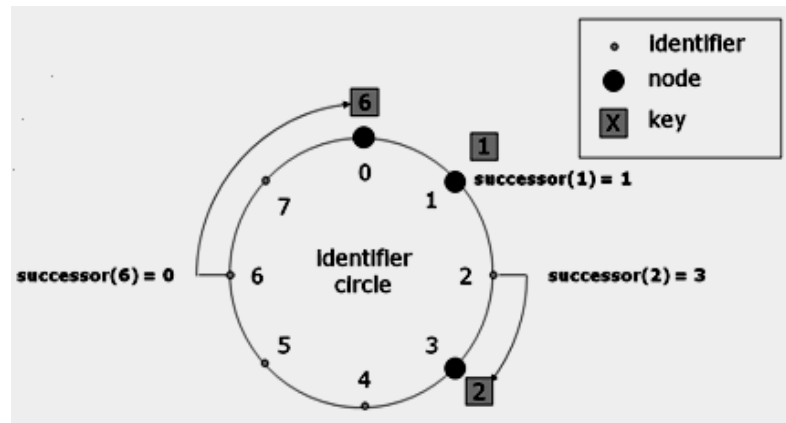 identifier
node
X key
6
1
0
successor(1) = 1
1
7
identifier
circle
successor(6) = 0
6
2
successor(2) = 3
5
3
4
2